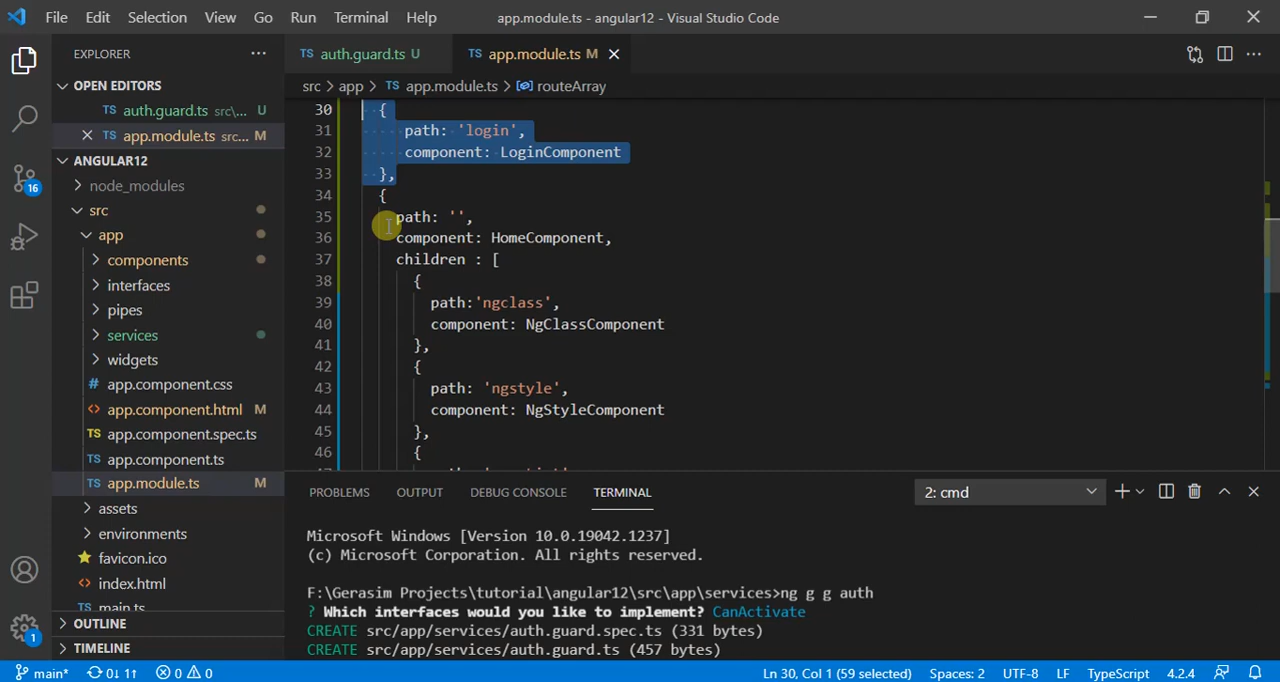 File Edit Selection View Go Run Terminal Help app.module.ts - angular12 - Visual Studio Code
EXPLORER
TS auth.guard.ts U TS app.module.ts M
OPEN EDITORS
src > app > TS app.module.ts > routeArray
TS auth.guard.ts src\... U
TS app.module.ts src... M
ANGULAR12
node_modules
src
app
components
interfaces
pipes
services
widgets
# app.component.css
<> app.component.html M
TS app.component.spec.ts
TS app.component.ts
TS app.module.ts M
assets
environments
favicon.ico
<> index.html
TS main.ts
OUTLINE
TIMELINE
16
1
30 {
31 path: 'login',
32 component: LoginComponent
33 },
34 {
35 path: '',
36 component: HomeComponent,
37 children : [
38 {
39 path:'ngclass',
40 component: NgClassComponent
41 },
42 {
43 path: 'ngstyle',
44 component: NgStyleComponent
45 },
46 {
PROBLEMS OUTPUT DEBUG CONSOLE TERMINAL 2: cmd
Microsoft Windows [Version 10.0.19042.1237]
(c) Microsoft Corporation. All rights reserved.
F:\Gerasim Projects\tutorial\angular12\src\app\services>ng g g auth
? Which interfaces would you like to implement? CanActivate
CREATE src/app/services/auth.guard.spec.ts (331 bytes)
CREATE src/app/services/auth.guard.ts (457 bytes)
main* 0↓ 1↑ 0 0 Ln 30, Col 1 (59 selected) Spaces: 2 UTF-8 LF TypeScript 4.2.4